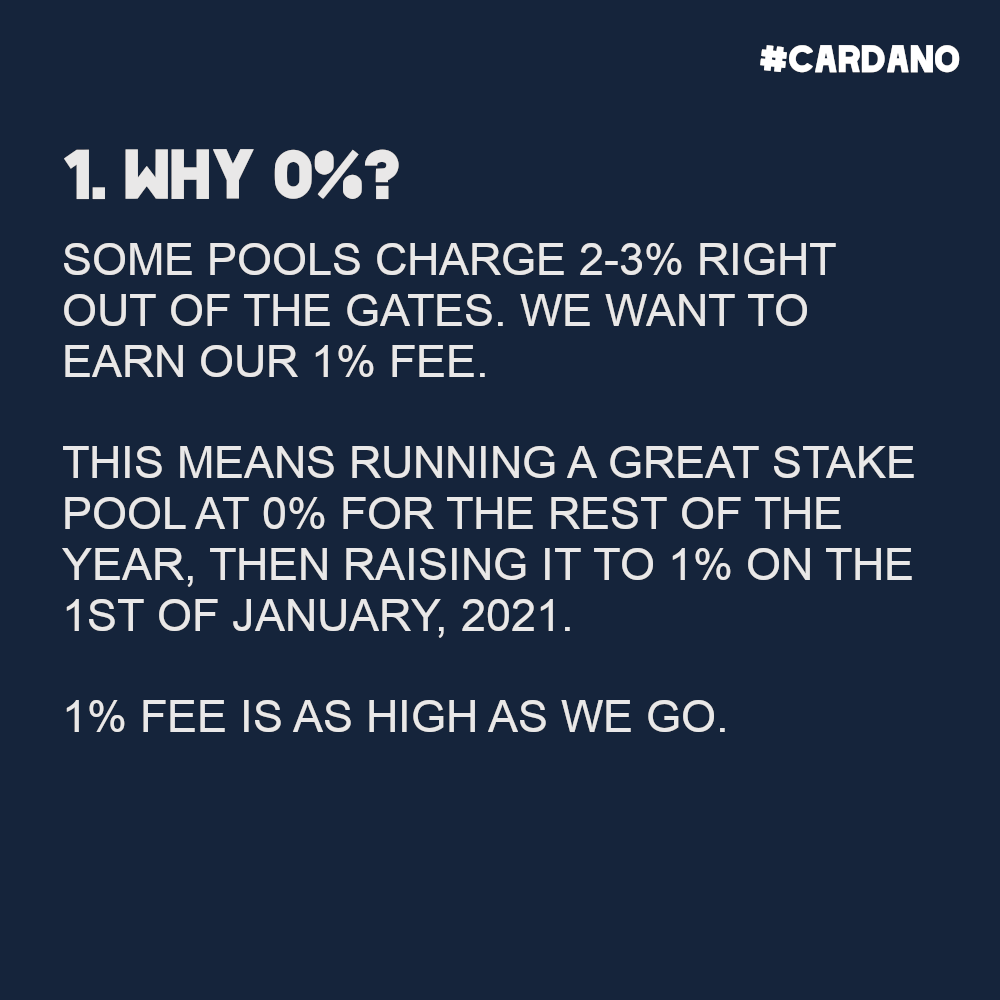 #CARDANO
1. WHY 0%?
SOME POOLS CHARGE 2-3% RIGHT
OUT OF THE GATES. WE WANT TO
EARN OUR 1% FEE.
THIS MEANS RUNNING A GREAT STAKE
POOL AT 0% FOR THE REST OF THE
YEAR, THEN RAISING IT TO 1% ON THE
1ST OF JANUARY, 2021.
1% FEE IS AS HIGH AS WE GO.